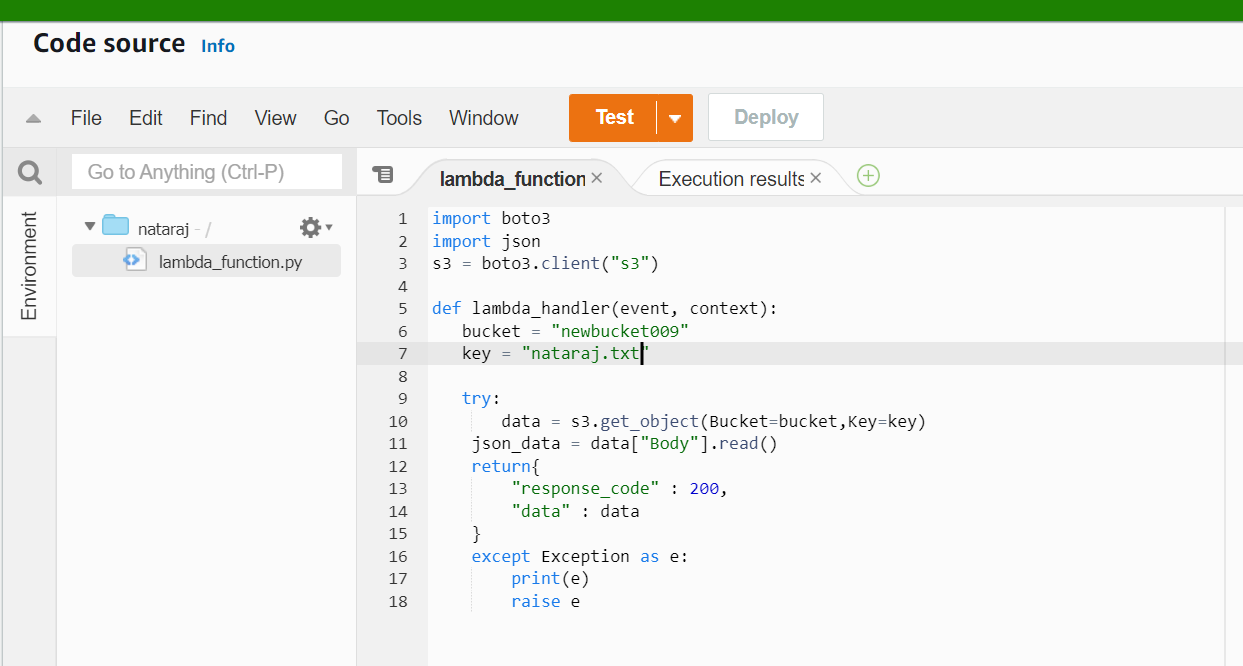 Code source Info
File Edit Find View Go Tools Window Test Deploy
Go to Anything (Ctrl-P)
lambda_function
Execution results
Environment
nataraj - /
lambda_function.py
1 import boto3
2 import json
3 s3 = boto3.client("s3")
4
5 def lambda_handler(event, context):
6    bucket = "newbucket009"
7    key = "nataraj.txt"
8
9    try:
10        data = s3.get_object(Bucket=bucket,Key=key)
11     json_data = data["Body"].read()
12     return{
13         "response_code" : 200,
14         "data" : data
15     }
16     except Exception as e:
17         print(e)
18         raise e